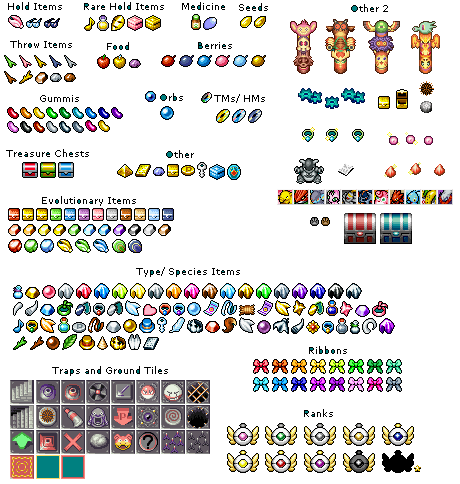 Hold Items
Rare Hold Items
Medicine
Seeds
Other 2
Throw Items
Food
Berries
Gummis
Orbs
TMs/ HMs
Treasure Chests
Other
Evolutionary Items
Type/ Species Items
Ribbons
Traps and Ground Tiles
Ranks